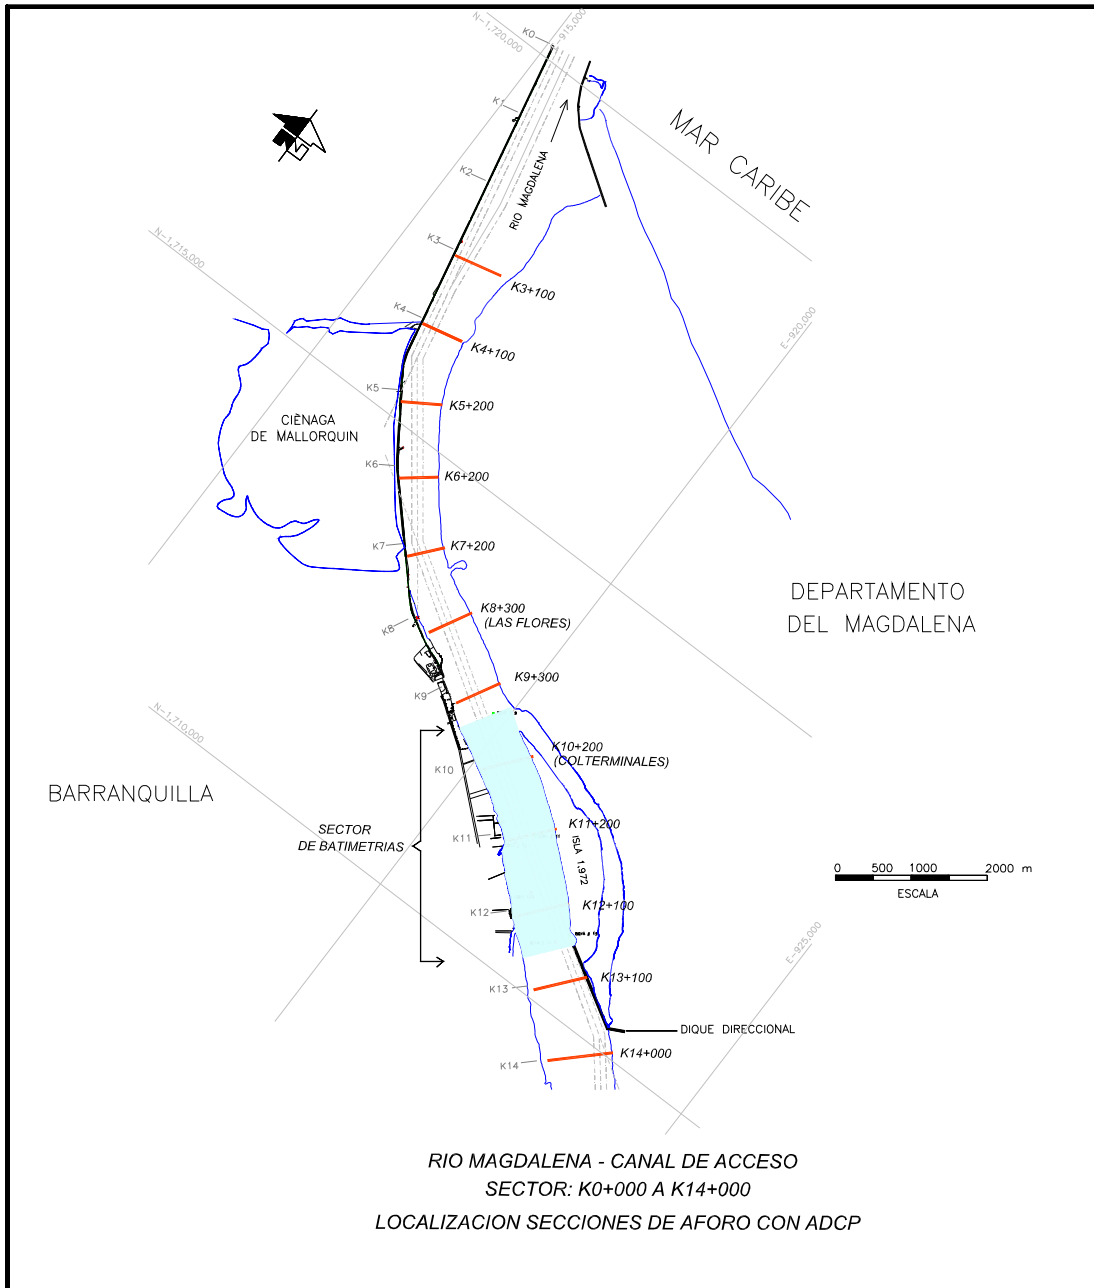 K0
N-1,720,000
E-915,000
K1
MAR CARIBE
K2
RIO MAGDALENA
K3
N-1,715,000
K3+100
K4
E-920,000
K4+100
K5
K5+200
CIÈNAGA
DE MALLORQUIN
K6
K6+200
K7
K7+200
DEPARTAMENTO
DEL MAGDALENA
K8+300
(LAS FLORES)
K8
K9+300
K9
N-1,710,000
K10+200
(COLTERMINALES)
K10
BARRANQUILLA
SECTOR
DE BATIMETRIAS
K11+200
K11
ISLA 1,972
0 500 1000 2000 m
ESCALA
K12+100
K12
E-925,000
K13+100
K13
DIQUE DIRECCIONAL
K14+000
K14
RIO MAGDALENA - CANAL DE ACCESO
SECTOR: K0+000 A K14+000
LOCALIZACION SECCIONES DE AFORO CON ADCP